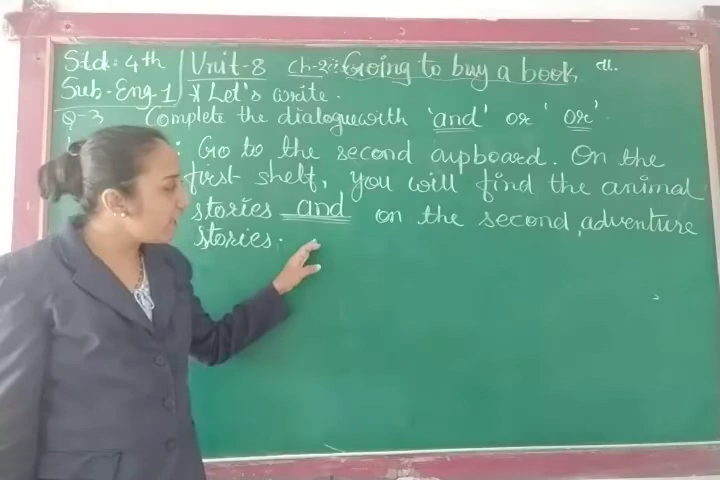 Std: 4th Unit-8 Ch-2: Going to buy a book
Sub-Eng-1 * Let's write.
Q-3 Complete the dialogue with 'and' or 'or'.
: Go to the second cupboard. On the
first shelf, you will find the animal
stories and on the second, adventure
stories.